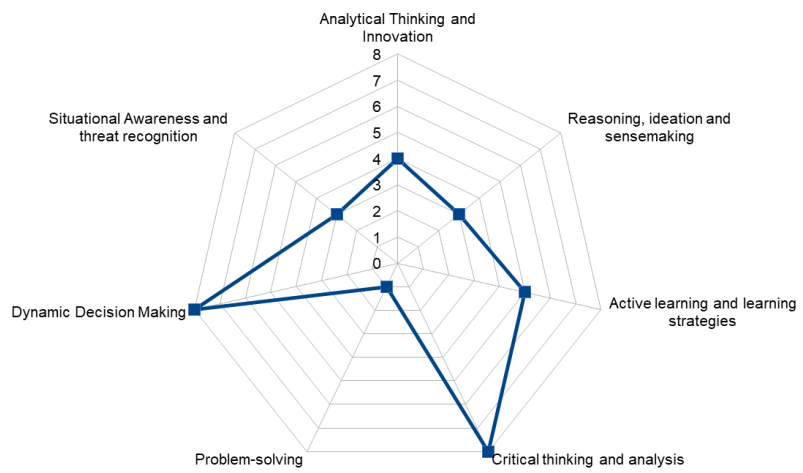 Analytical Thinking and
Innovation
8
7
6
5
4
3
2
1
0
Reasoning, ideation and
sensemaking
Active learning and learning
strategies
Critical thinking and analysis
Problem-solving
Dynamic Decision Making
Situational Awareness and
threat recognition